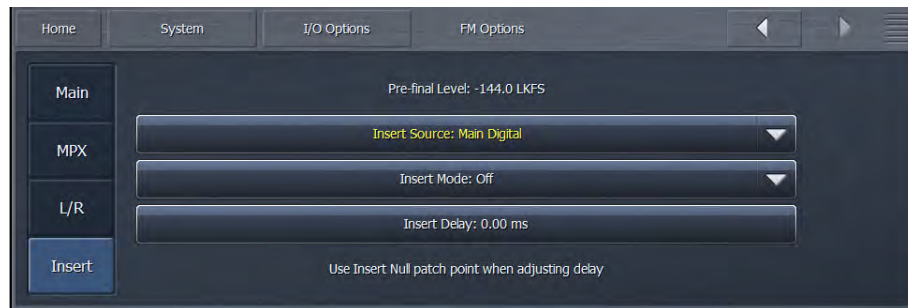 Home System I/O Options FM Options
Main
Pre-final Level: -144.0 LKFS
Insert Source: Main Digital
MPX
Insert Mode: Off
L/R
Insert Delay: 0.00 ms
Insert
Use Insert Null patch point when adjusting delay